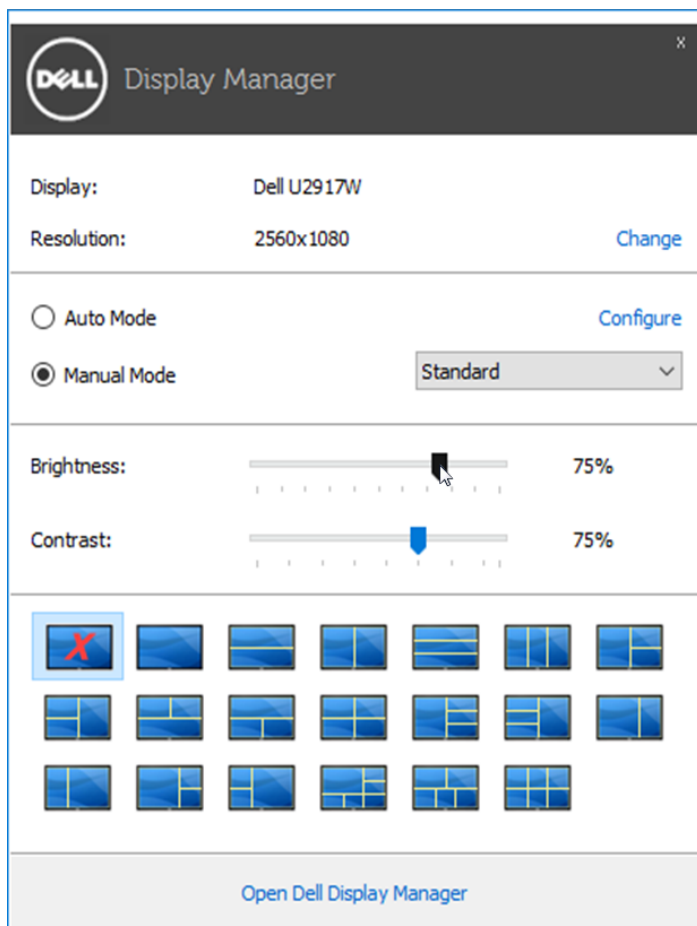 x
DELL Display Manager
Display: Dell U2917W
Resolution: 2560x1080 Change
Auto Mode Configure
Manual Mode Standard
Brightness: 75%
Contrast: 75%
X
Open Dell Display Manager